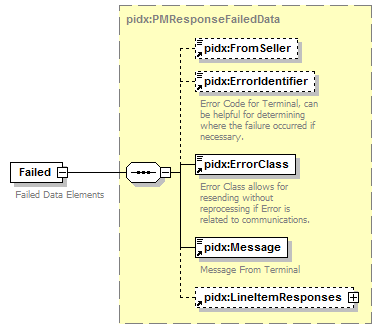 pidx:PMResponseFailedData
pidx:FromSeller
pidx:ErrorIdentifier
Error Code for Terminal, can
be helpful for determining
where the failure occurred if
necessary.
Failed
Failed Data Elements
pidx:ErrorClass
Error Class allows for
resending without
reprocessing if Error is
related to communications.
pidx:Message
Message From Terminal
pidx:LineItemResponses